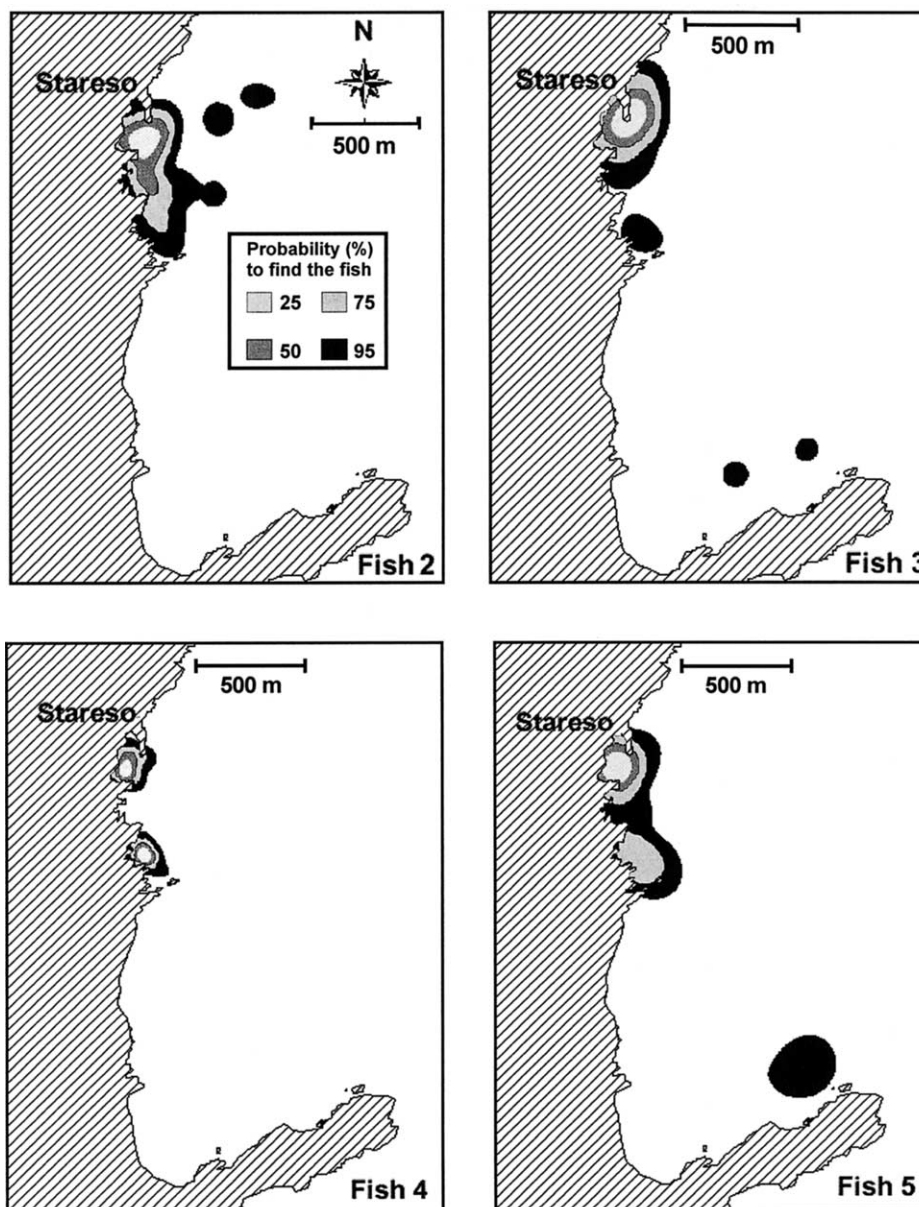 N
Stareso
500 m
Probability (%)
to find the fish
25 75
50 95
Fish 2
500 m
Stareso
Fish 3
500 m
Stareso
Fish 4
500 m
Stareso
Fish 5